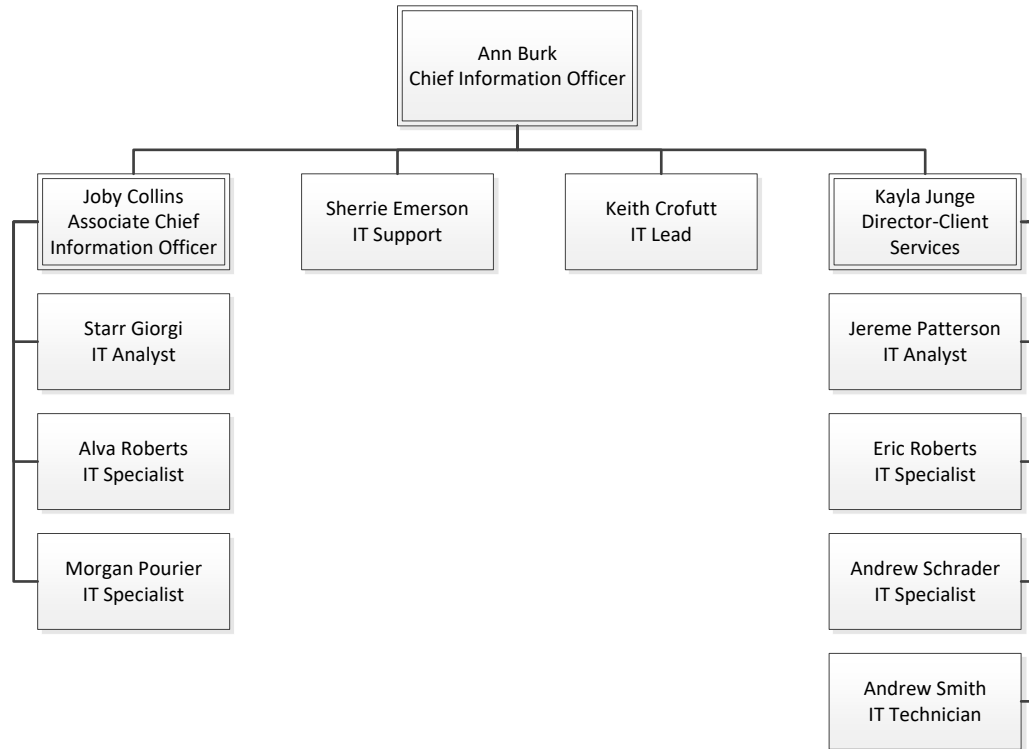 Ann Burk
Chief Information Officer
Joby Collins
Associate Chief
Information Officer
Sherrie Emerson
IT Support
Keith Crofutt
IT Lead
Kayla Junge
Director-Client
Services
Starr Giorgi
IT Analyst
Jereme Patterson
IT Analyst
Alva Roberts
IT Specialist
Eric Roberts
IT Specialist
Morgan Pourier
IT Specialist
Andrew Schrader
IT Specialist
Andrew Smith
IT Technician